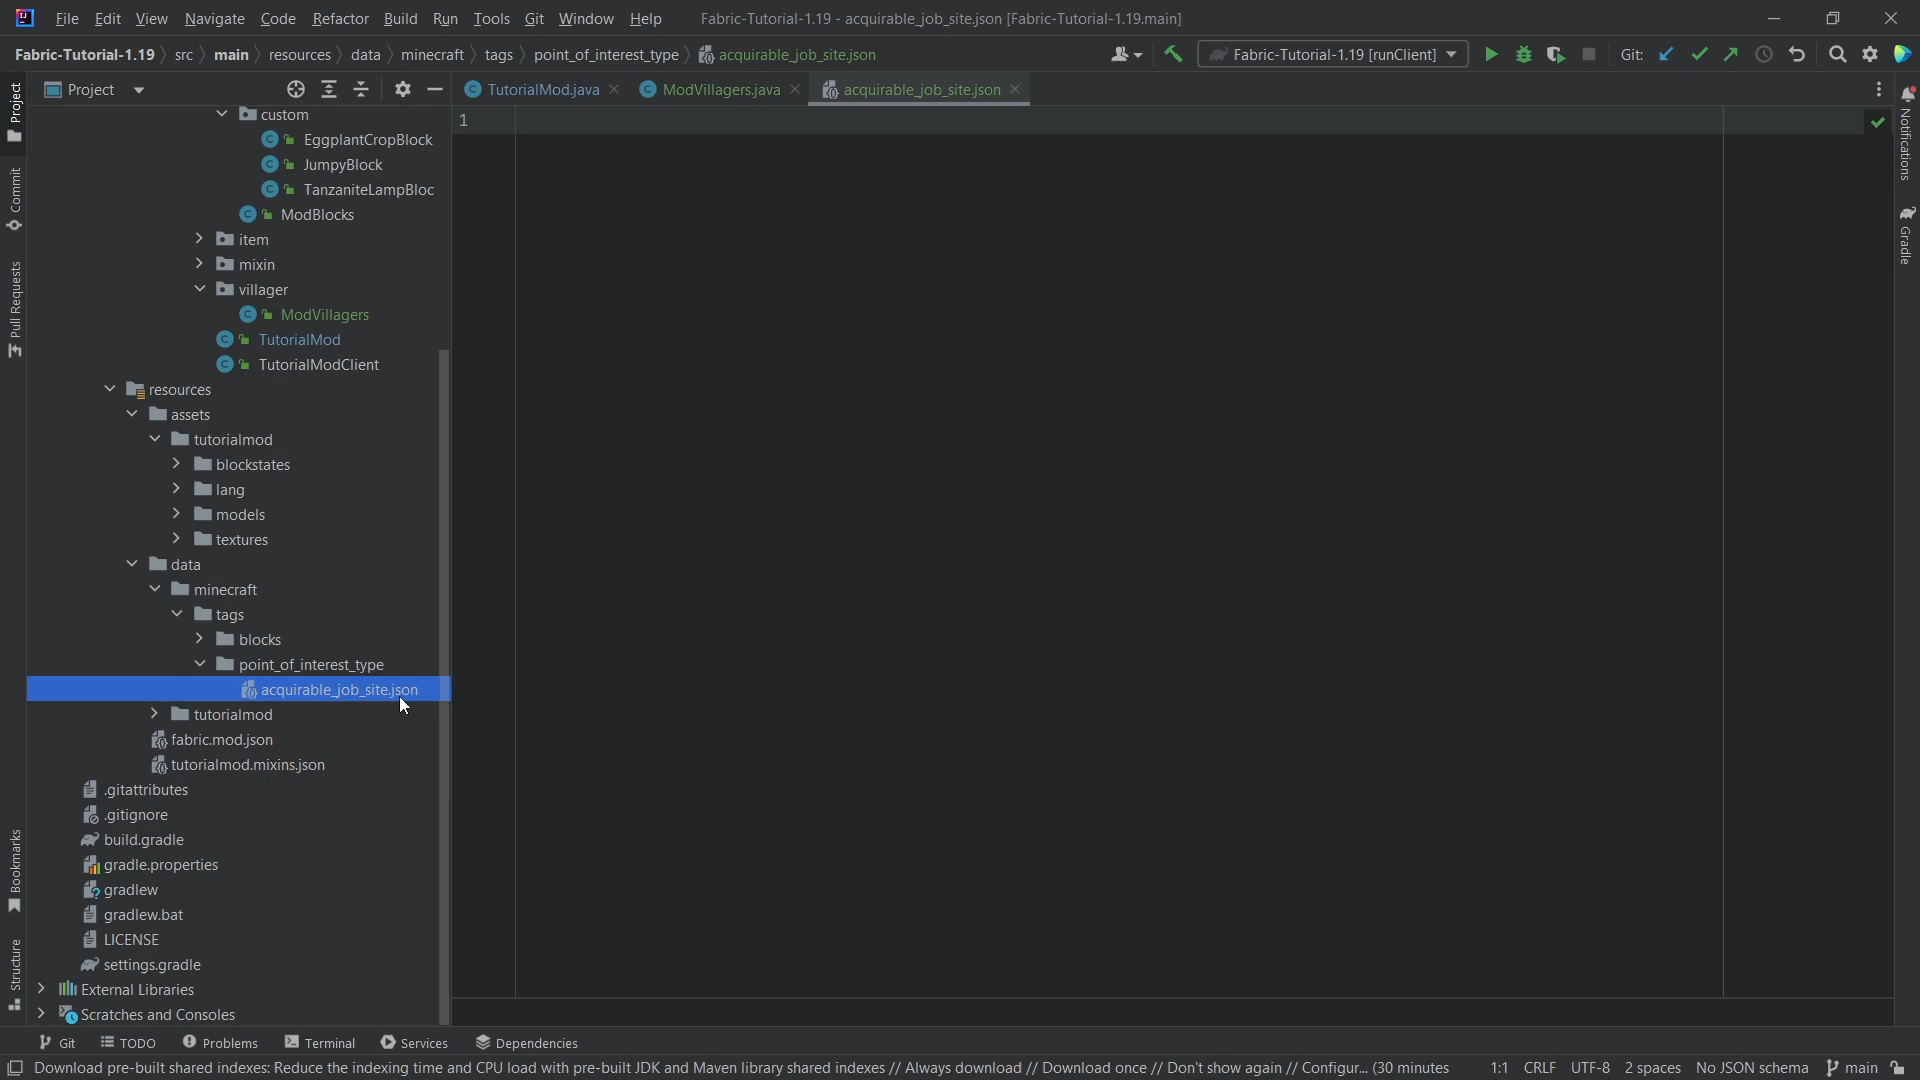 File Edit View Navigate Code Refactor Build Run Tools Git Window Help Fabric-Tutorial-1.19 - acquirable_job_site.json [Fabric-Tutorial-1.19.main]
Fabric-Tutorial-1.19 src main resources data minecraft tags point_of_interest_type acquirable_job_site.json Fabric-Tutorial-1.19 [runClient] Git:
Project TutorialMod.java ModVillagers.java acquirable_job_site.json
1
custom
EggplantCropBlock
JumpyBlock
TanzaniteLampBloc
ModBlocks
item
mixin
villager
ModVillagers
TutorialMod
TutorialModClient
resources
assets
tutorialmod
blockstates
lang
models
textures
data
minecraft
tags
blocks
point_of_interest_type
acquirable_job_site.json
tutorialmod
fabric.mod.json
tutorialmod.mixins.json
.gitattributes
.gitignore
build.gradle
gradle.properties
gradlew
gradlew.bat
LICENSE
settings.gradle
External Libraries
Scratches and Consoles
Project
Commit
Pull Requests
Bookmarks
Structure
Notifications
Gradle
Git TODO Problems Terminal Services Dependencies
Download pre-built shared indexes: Reduce the indexing time and CPU load with pre-built JDK and Maven library shared indexes // Always download // Download once // Don't show again // Configur... (30 minutes 1:1 CRLF UTF-8 2 spaces No JSON schema main